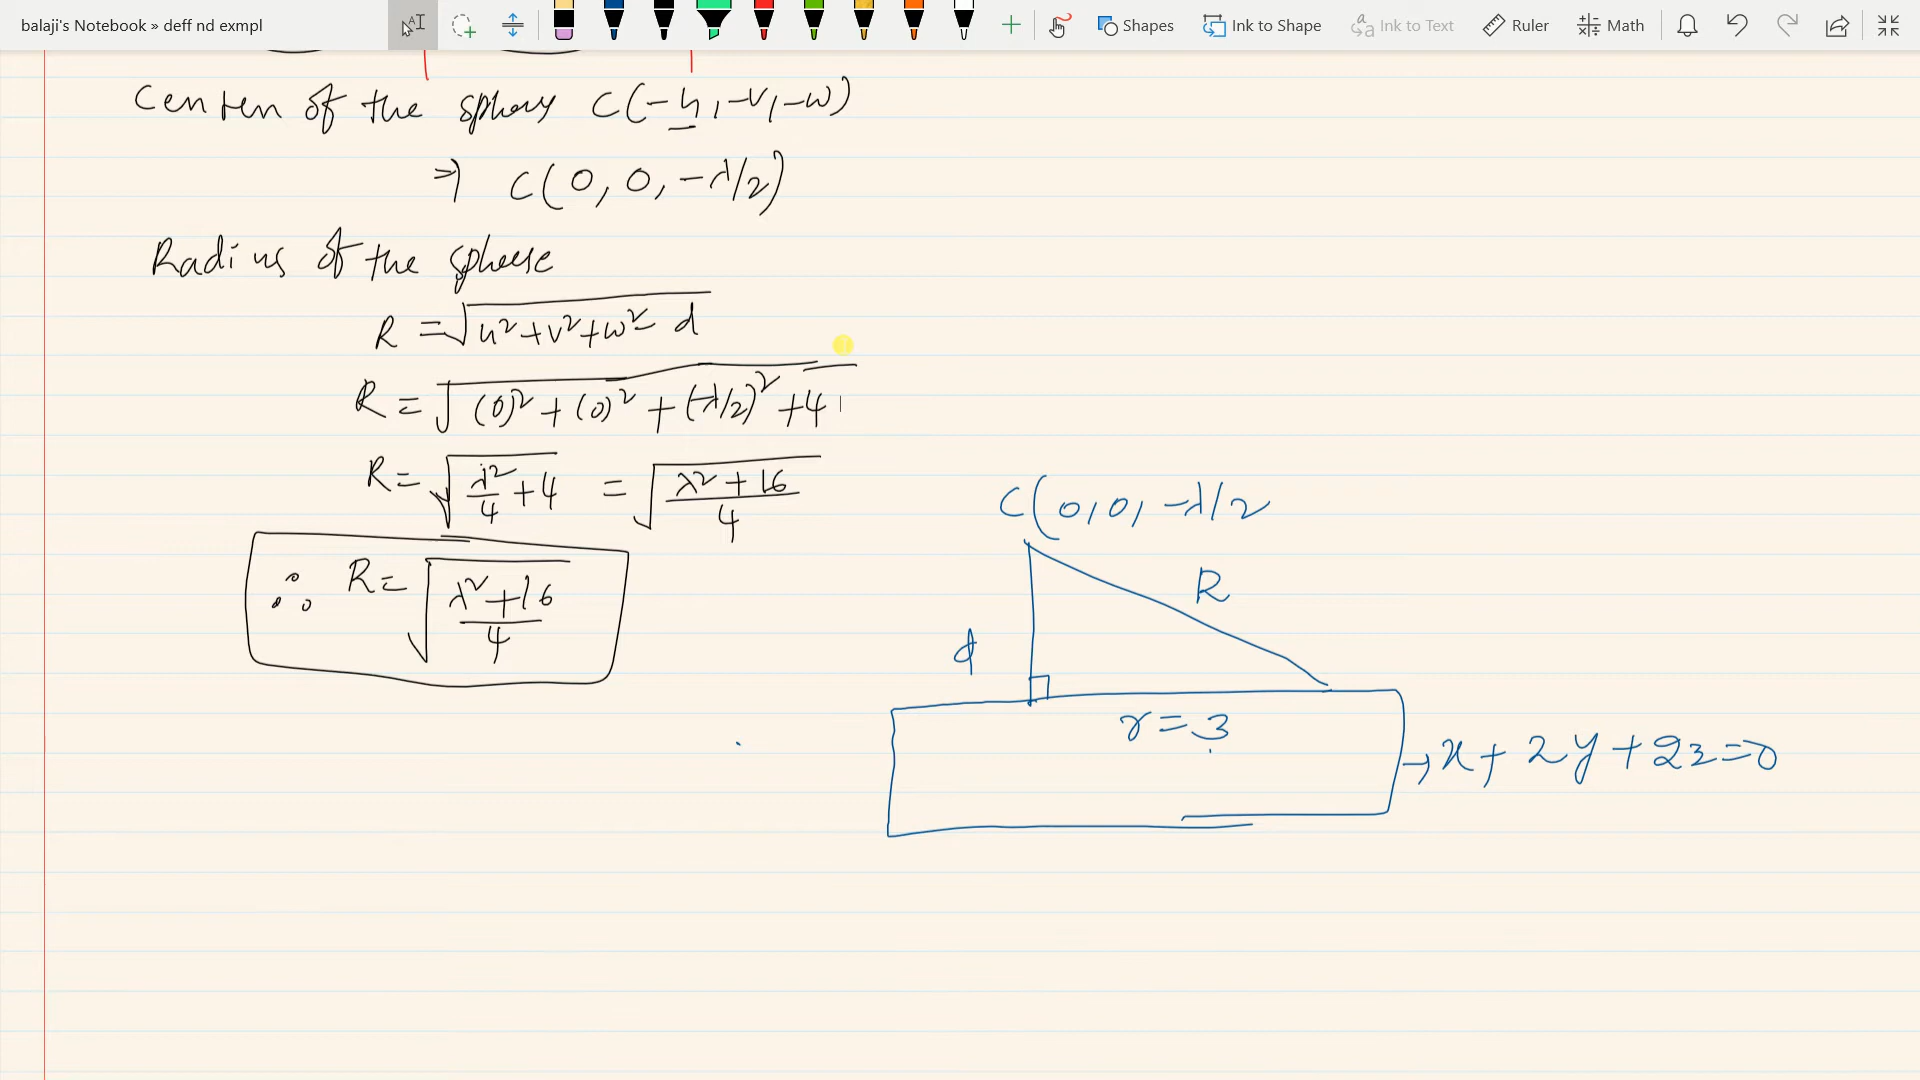 balaji's Notebook » deff nd exmpl
Shapes
Ink to Shape
Ink to Text
Ruler
Math
Center of the sphere C(-u, -v, -w)
⇒ C(0, 0, -λ/2)
Radius of the sphere
R = √(u² + v² + w² - d)
R = √((0)² + (0)² + (-λ/2)² + 4)
R = √(λ²/4 + 4) = √((λ² + 16)/4)
∴ R = √((λ² + 16)/4)
C(0, 0, -λ/2
R
d
r = 3
→ x + 2y + 2z = 0